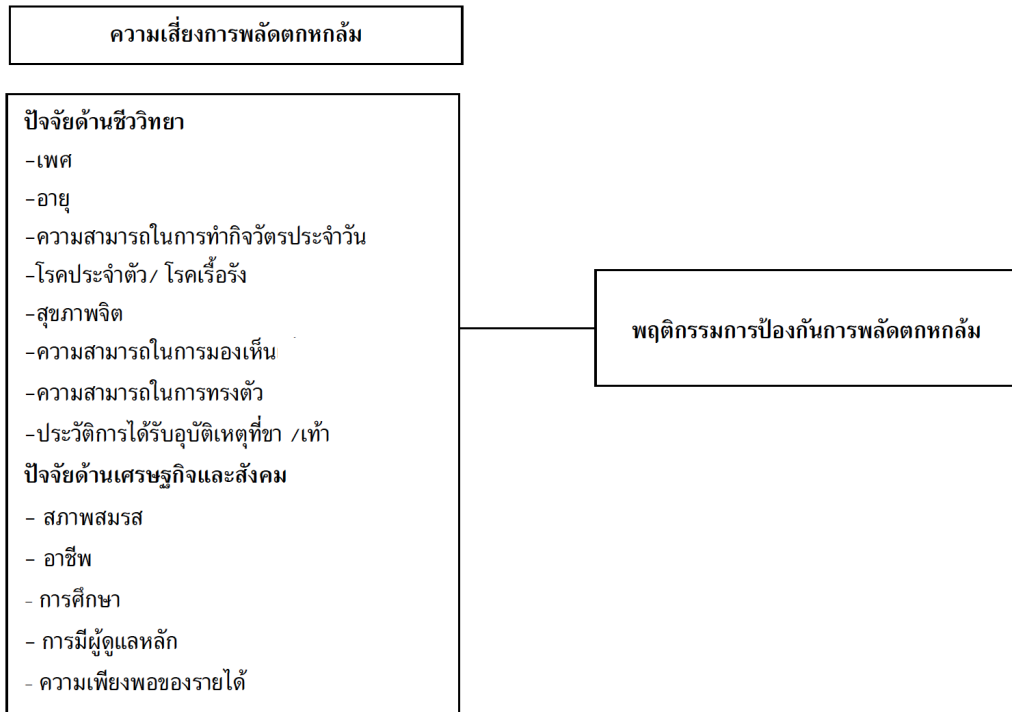 ความเสี่ยงการพลัดตกหกล้ม
ปัจจัยด้านชีววิทยา
-เพศ
-อายุ
-ความสามารถในการทำกิจวัตรประจำวัน
-โรคประจำตัว/ โรคเรื้อรัง
-สุขภาพจิต
-ความสามารถในการมองเห็น
-ความสามารถในการทรงตัว
-ประวัติการได้รับอุบัติเหตุที่ขา /เท้า
ปัจจัยด้านเศรษฐกิจและสังคม
- สภาพสมรส
- อาชีพ
- การศึกษา
- การมีผู้ดูแลหลัก
- ความเพียงพอของรายได้
พฤติกรรมการป้องกันการพลัดตกหกล้ม